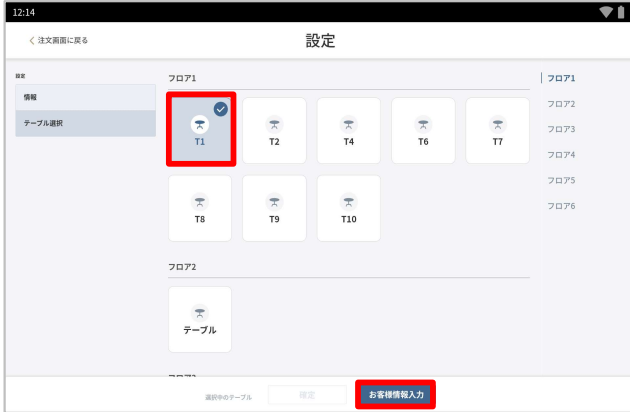 12:14
注文画面に戻る
設定
設定
情報
テーブル選択
フロア1
T1
T2
T4
T6
T7
T8
T9
T10
フロア2
テーブル
フロア1
フロア2
フロア3
フロア4
フロア5
フロア6
選択中のテーブル
確定
お客様情報入力